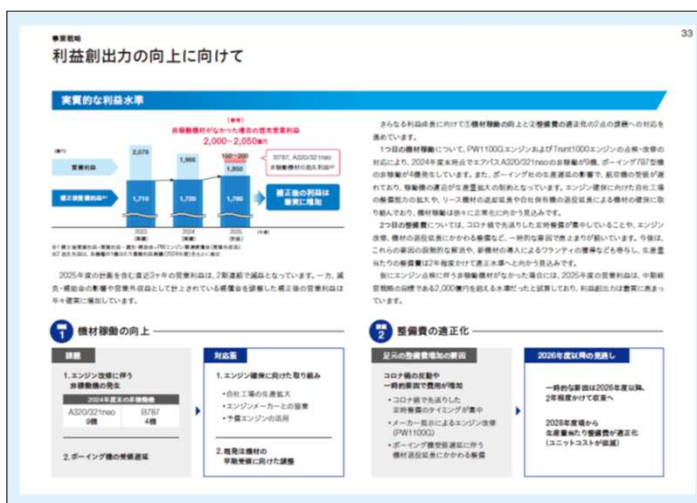 33
事業戦略
利益創出力の向上に向けて
実質的な利益水準
【参考】
非稼働機材がなかった場合の想定営業利益
2,000〜2,050億円
(億円)
2,079
1,966
150〜200
1,850
営業利益
B787、A320/321neo
非稼働機材の逸失利益※2
補正後営業利益※1
1,710
1,720
1,780
補正後の利益は
着実に増加
2023
2024
2025
(実績)
(実績)
(年度)
さらなる利益成長に向けて①機材稼働の向上と②整備費の適正化の2点の課題への対応を
進めています。
1つ目の機材稼働について、PW1100GエンジンおよびTrent1000エンジンの点検・改修の
対応により、2024年度末時点でエアバスA320/321neoの非稼働が9機、ボーイング787型機
の非稼働が4機発生しています。また、ボーイング社の生産遅延の影響で、航空機の受領が遅
れており、稼働の遅延が生産量拡大の制約となっています。エンジン確保に向けた自社工場
の整備能力の拡大や、リース機材の返却延長や自社保有機の退役延長による機材の確保に取
り組んでおり、機材稼働は徐々に正常化に向かう見込みです。
2つ目の整備費については、コロナ禍で先送りした定時整備が集中していることや、エンジン
改修、機材の退役延長にかかわる整備など、一時的な要因で高止まりが続いています。今後は、
これらの要因の段階的な解消や、新機材の導入によるフランティーの獲得なども寄与し、生産量
当たりの整備費は2年程度かけて適正水準へと向かう見込みです。
仮にエンジン点検に伴う非稼働機材がなかった場合には、2025年度の営業利益は、中期経
営戦略の目標である2,000億円を超える水準だったと試算しており、利益創出力は着実に高まっ
ています。
2025年度の計画を含む直近3ヶ年の営業利益は、2期連続で減益となっています。一方、減
免・補助金の影響や営業外収益として計上されている補償金を調整した補正後の営業利益は
年々確実に増加しています。
課題
1
機材稼働の向上
課題
1.エンジン改修に伴う
非稼働機の発生
2024年度末の非稼働機
A320/321neo
9機
B787
4機
2.ボーイング機の受領遅延
対応策
1.エンジン確保に向けた取り組み
・自社工場の生産拡大
・エンジンメーカーとの協業
・予備エンジンの活用
2.既発注機材の
早期受領に向けた調整
課題
2
整備費の適正化
足元の整備費増加の要因
コロナ禍の反動や
一時的要因で費用が増加
・コロナ禍で先送りした
定時整備のタイミングが集中
・メーカー指示によるエンジン改修
(PW1100G)
・ボーイング機受領遅延に伴う
機材退役延長にかかわる整備
2026年度以降の見通し
一時的な要因は2026年度以降、
2年程度かけて収束へ
2028年度頃から
生産量当たり整備費が適正化
(ユニットコストが低減)